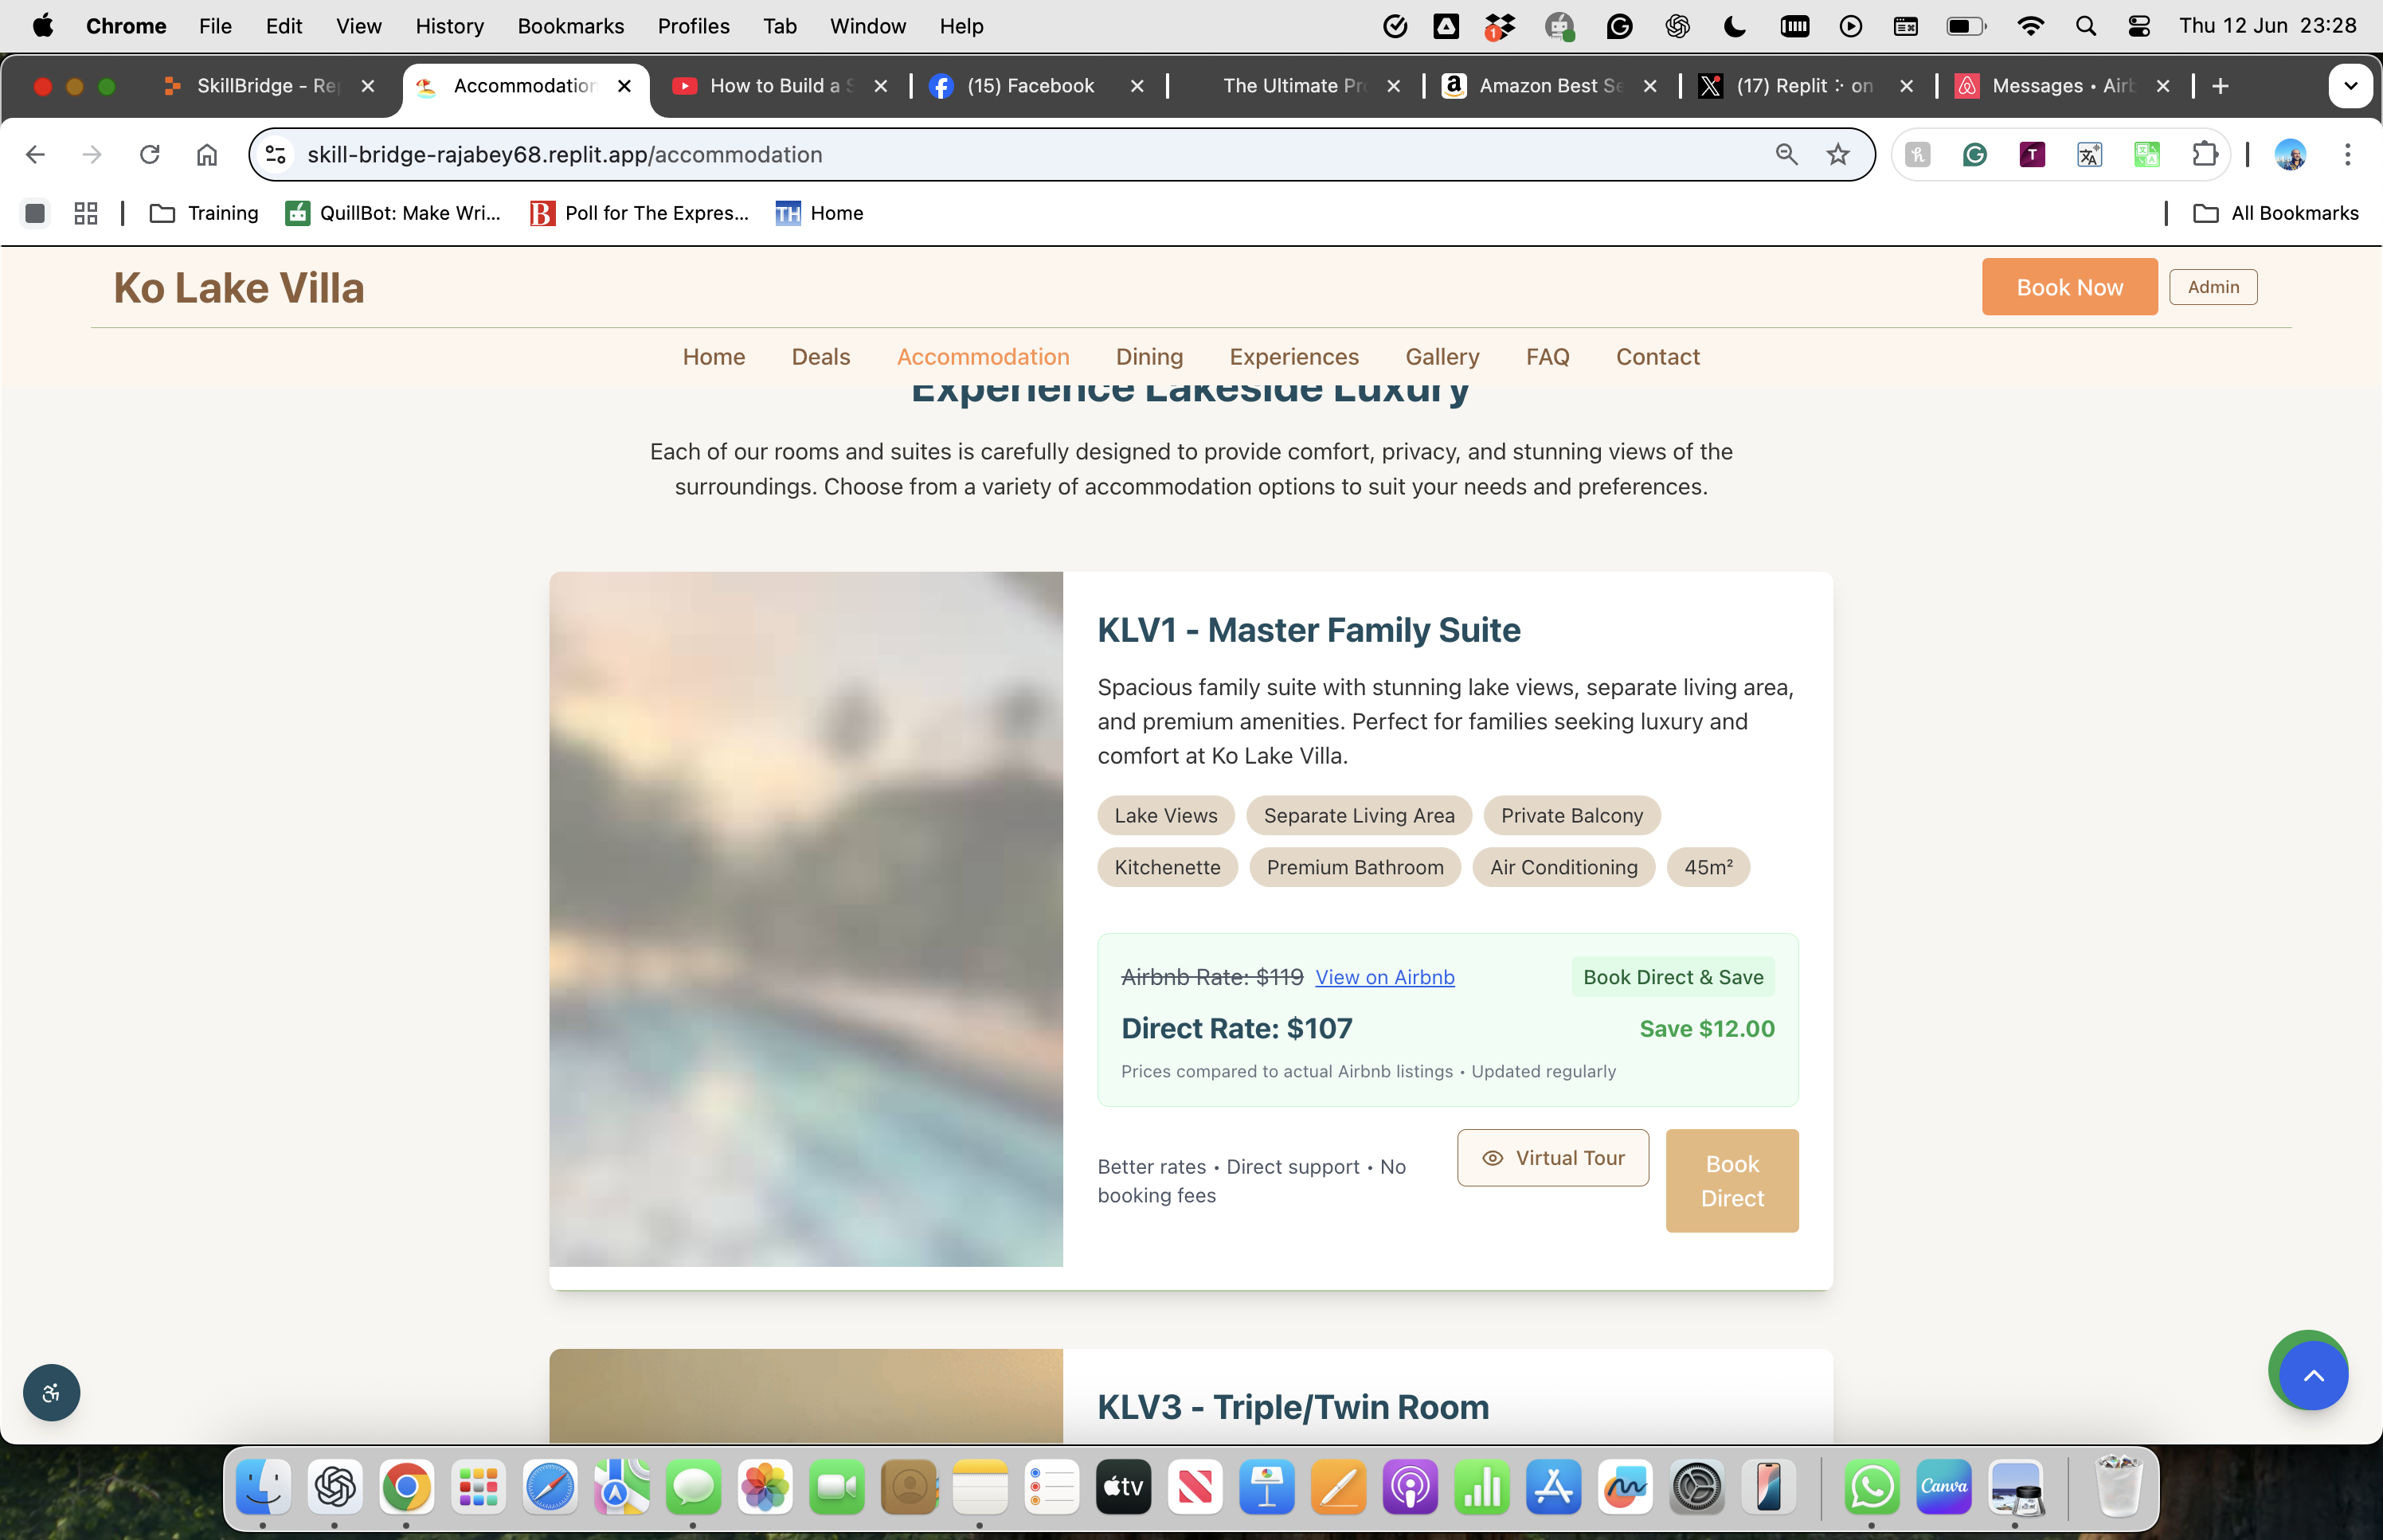 Chrome File Edit View History Bookmarks Profiles Tab Window Help
1
Thu 12 Jun 23:28
SkillBridge - Rep
Accommodation
How to Build a S
(15) Facebook
The Ultimate Pr
Amazon Best Se
(17) Replit ⠕ on
Messages • Airb
skill-bridge-rajabey68.replit.app/accommodation
Training
QuillBot: Make Wri...
Poll for The Expres...
TH Home
All Bookmarks
Ko Lake Villa
Book Now
Admin
Home Deals Accommodation Dining Experiences Gallery FAQ Contact
Experience Lakeside Luxury
Each of our rooms and suites is carefully designed to provide comfort, privacy, and stunning views of the
surroundings. Choose from a variety of accommodation options to suit your needs and preferences.
KLV1 - Master Family Suite
Spacious family suite with stunning lake views, separate living area,
and premium amenities. Perfect for families seeking luxury and
comfort at Ko Lake Villa.
Lake Views Separate Living Area Private Balcony
Kitchenette Premium Bathroom Air Conditioning 45m²
Airbnb Rate: $119 View on Airbnb Book Direct & Save
Direct Rate: $107 Save $12.00
Prices compared to actual Airbnb listings • Updated regularly
Better rates • Direct support • No
booking fees
Virtual Tour
Book
Direct
KLV3 - Triple/Twin Room
tv
Canva